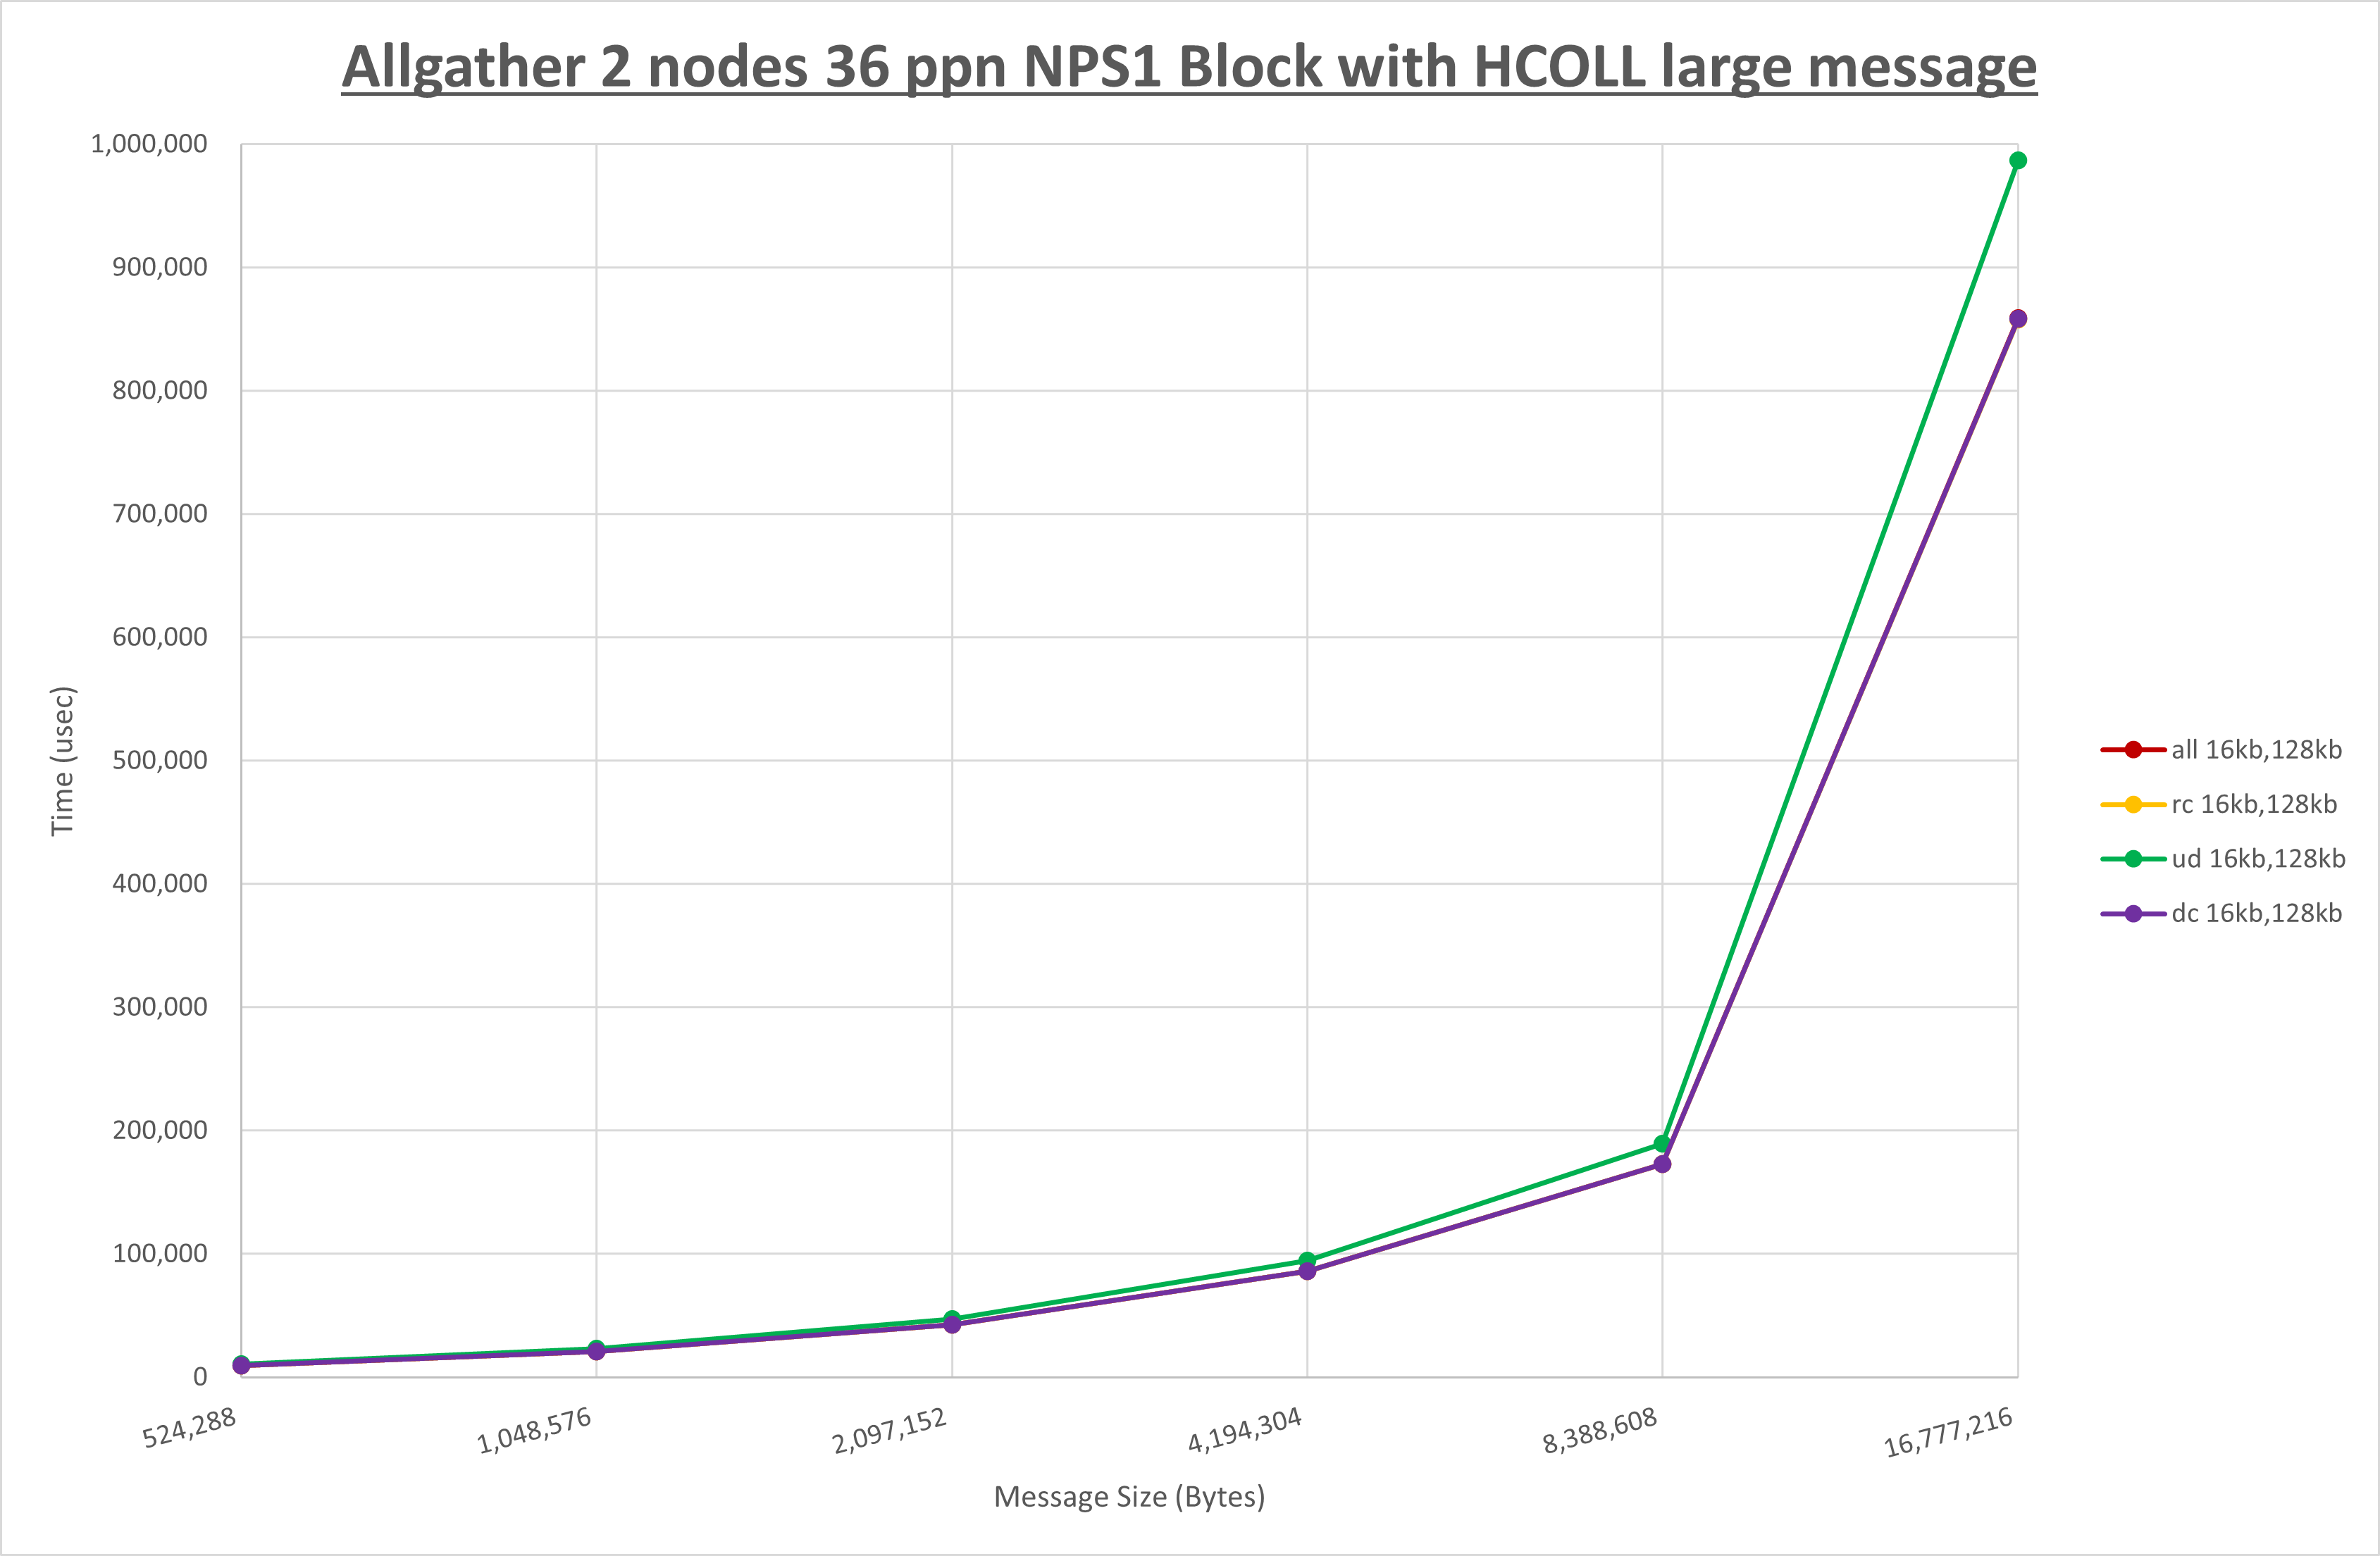 Allgather 2 nodes 36 ppn NPS1 Block with HCOLL large message
1,000,000
900,000
800,000
700,000
600,000
500,000
400,000
300,000
200,000
100,000
0
Time (usec)
524,288
1,048,576
2,097,152
4,194,304
8,388,608
16,777,216
Message Size (Bytes)
all 16kb,128kb
rc 16kb,128kb
ud 16kb,128kb
dc 16kb,128kb